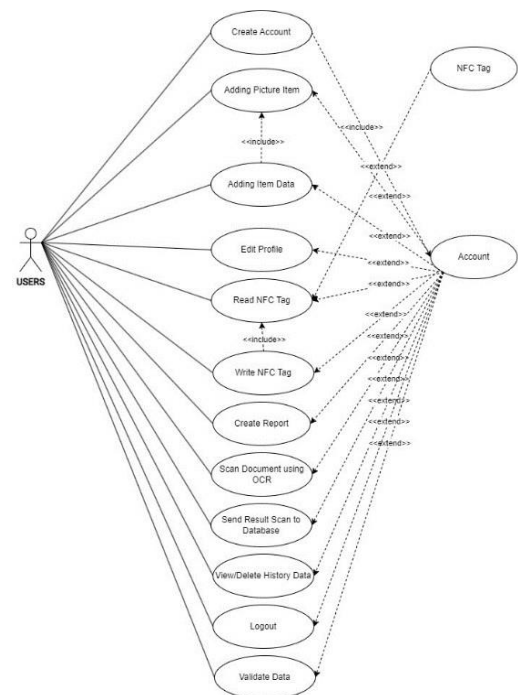 Create Account
NFC Tag
Adding Picture Item
<<include>>
<<include>>
<<extend>>
<<extend>>
Adding Item Data
<<extend>>
USERS
Edit Profile
Account
<<extend>>
<<extend>>
Read NFC Tag
<<extend>>
<<include>>
<<extend>>
Write NFC Tag
<<extend>>
<<extend>>
Create Report
<<extend>>
<<extend>>
Scan Document using
OCR
Send Result Scan to
Database
View/Delete History Data
Logout
Validate Data